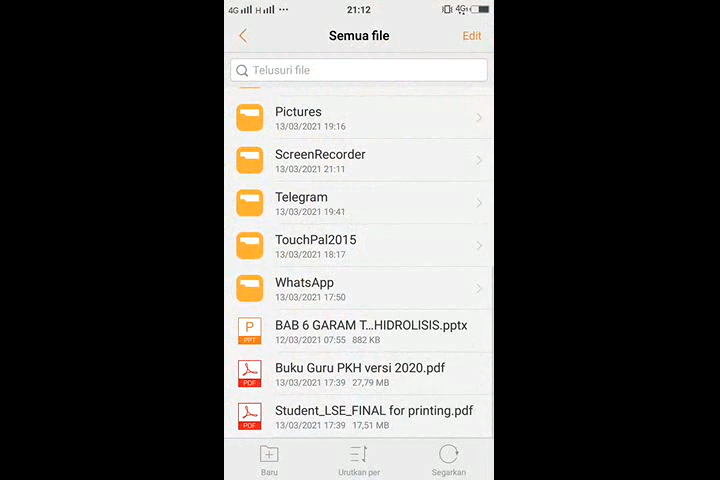 4G H ... 21:12 4G
Semua file
Edit
Telusuri file
Pictures
13/03/2021 19:16
ScreenRecorder
13/03/2021 21:11
Telegram
13/03/2021 19:41
TouchPal2015
13/03/2021 18:17
WhatsApp
13/03/2021 17:50
BAB 6 GARAM T...HIDROLISIS.pptx
PPT
12/03/2021 07:55 882 KB
Buku Guru PKH versi 2020.pdf
PDF
13/03/2021 17:39 27,79 MB
Student_LSE_FINAL for printing.pdf
PDF
13/03/2021 17:39 17,51 MB
Baru
Urutkan per
Segarkan